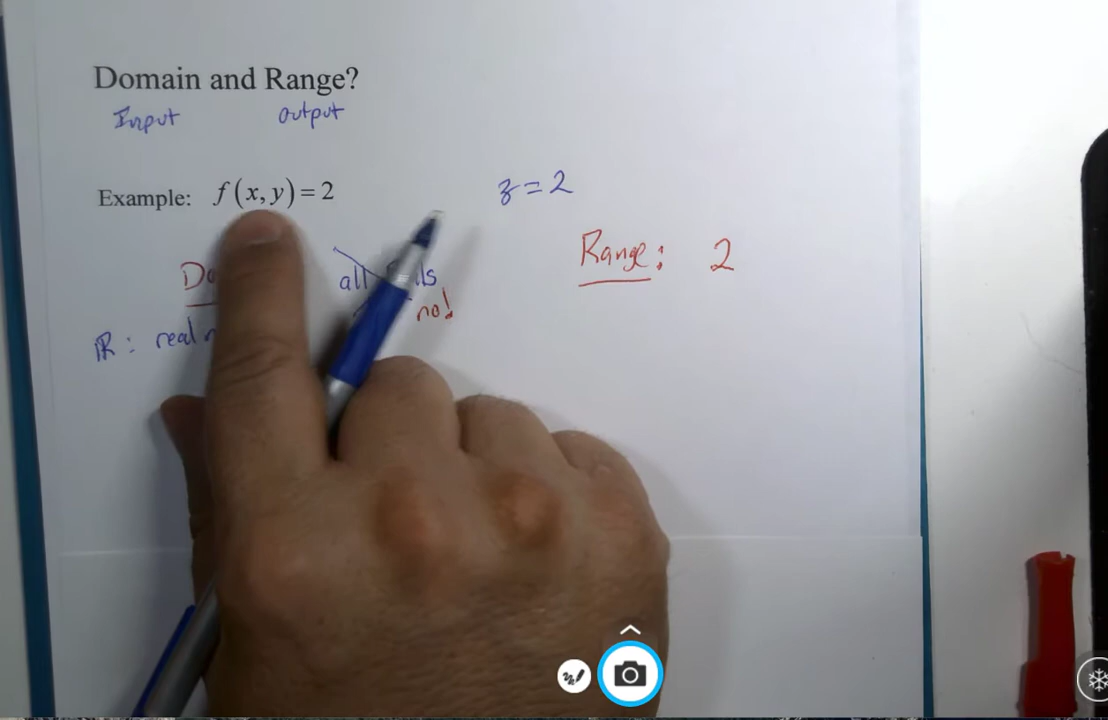 Domain and Range?
Input output
Example: f(x,y)=2 z=2
Range: 2
all
no!
ℝ: real